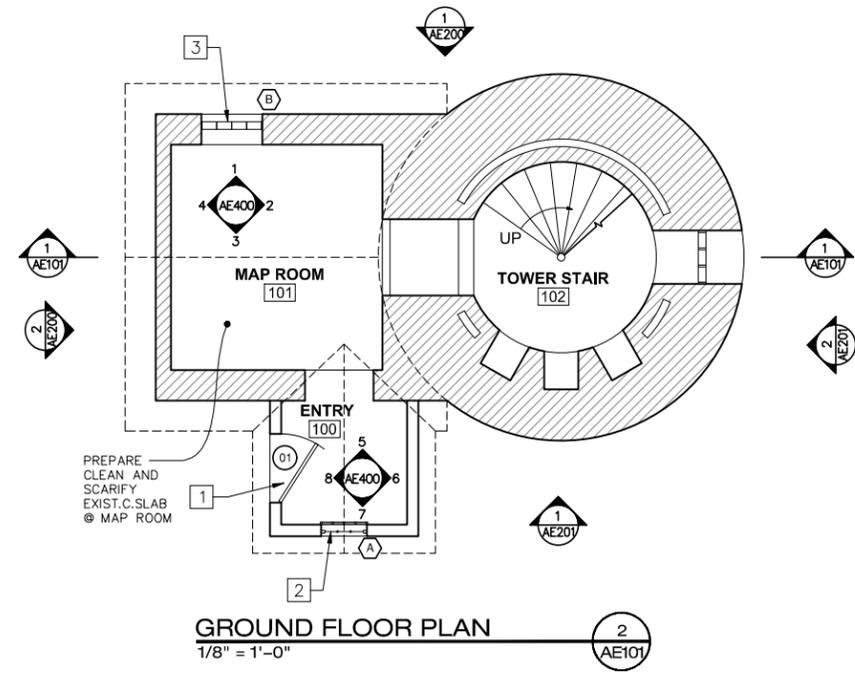 1
AE200
3
B
1
4 AE400 2
3
UP
1
AE101
1
AE101
MAP ROOM
101
TOWER STAIR
102
2
AE200
2
AE201
ENTRY
100
PREPARE
CLEAN AND
SCARIFY
EXIST.C.SLAB
@ MAP ROOM
01
5
8 AE400 6
7
1
1
AE201
A
2
GROUND FLOOR PLAN
1/8" = 1'-0"
2
AE101